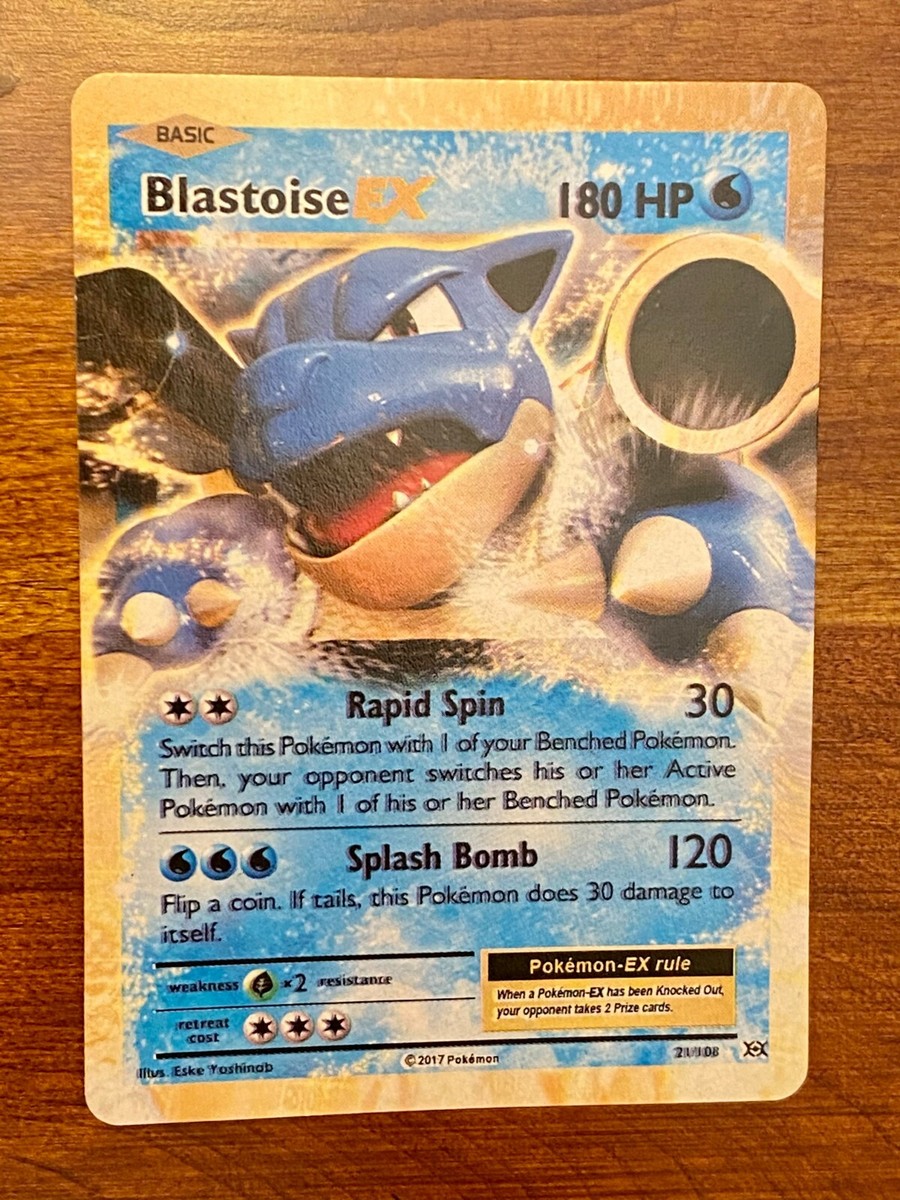 BASIC
BlastoiseEX 180 HP
Rapid Spin 30
Switch this Pokémon with 1 of your Benched Pokémon.
Then, your opponent switches his or her Active
Pokémon with 1 of his or her Benched Pokémon.
Splash Bomb 120
Flip a coin. If tails, this Pokémon does 30 damage to
itself.
weakness ×2 resistance
retreat
cost
Pokémon-EX rule
When a Pokémon-EX has been Knocked Out,
your opponent takes 2 Prize cards.
Illus. Eske Yoshinob
©2017 Pokémon
21/108